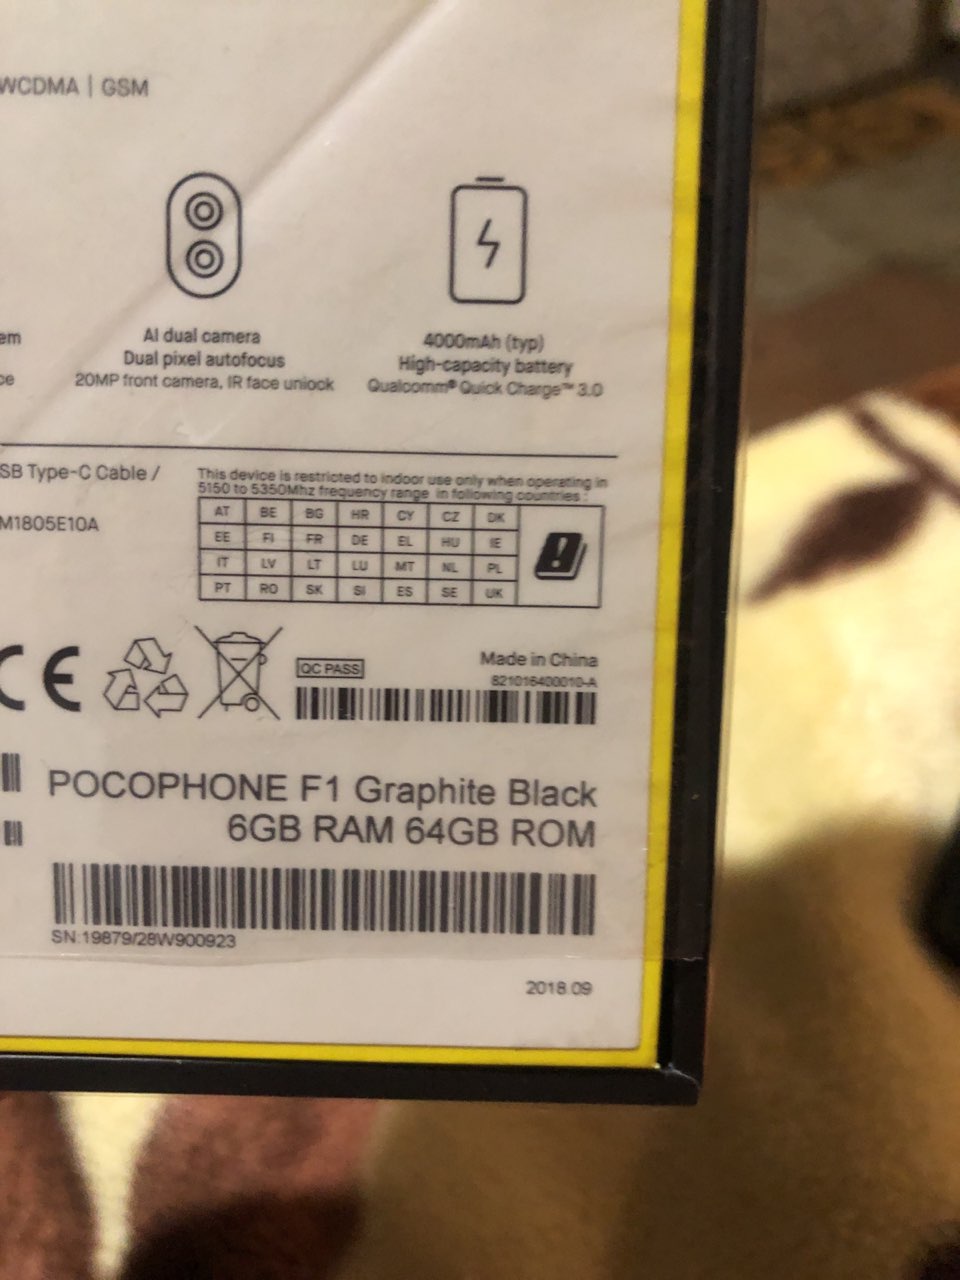 WCDMA | GSM
AI dual camera
Dual pixel autofocus
20MP front camera, IR face unlock
4000mAh (typ)
High-capacity battery
Qualcomm® Quick Charge™ 3.0
em
ce
SB Type-C Cable /
M1805E10A
This device is restricted to indoor use only when operating in
5150 to 5350Mhz frequency range in following countries :
AT BE BG HR CY CZ DK
EE FI FR DE EL HU IE
IT LV LT LU MT NL PL
PT RO SK SI ES SE UK
CE
QC PASS
Made in China
821016400010-A
POCOPHONE F1 Graphite Black
6GB RAM 64GB ROM
SN:19879/28W900923
2018.09